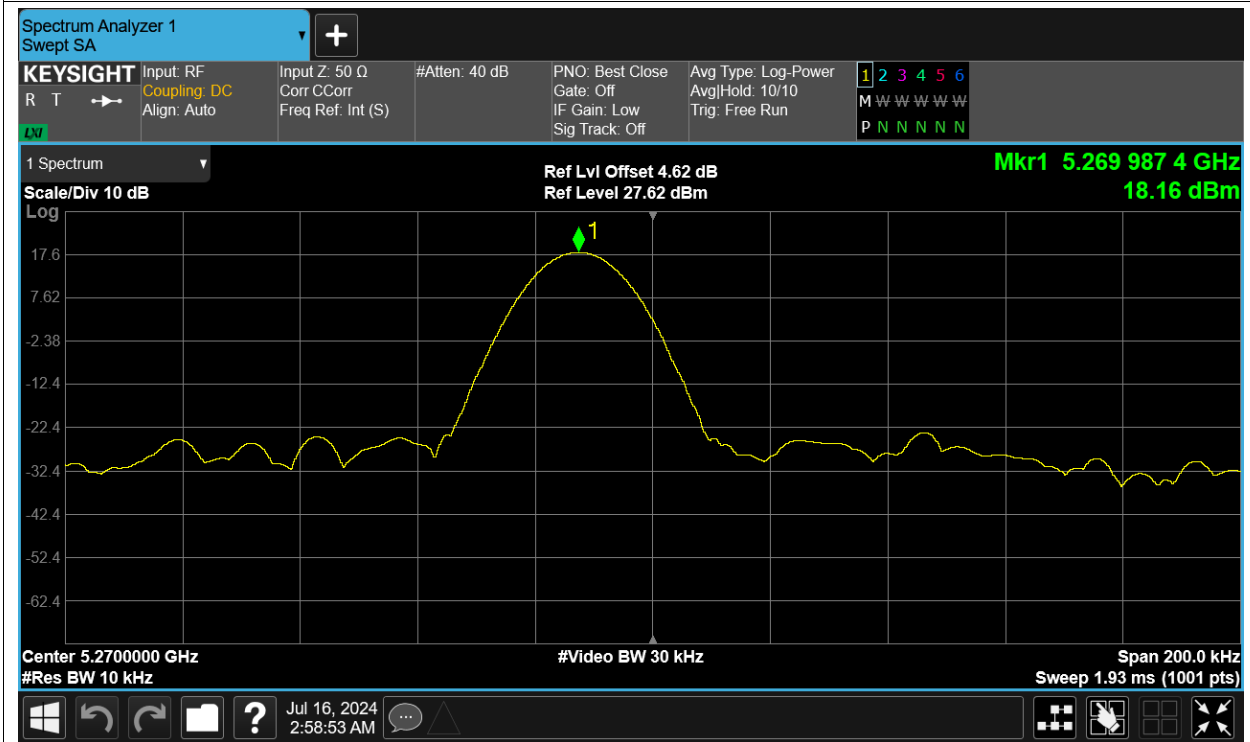 Spectrum Analyzer 1
Swept SA
+
KEYSIGHT
R T
LXI
Input: RF
Coupling: DC
Align: Auto
Input Z: 50 Ω
Corr CCorr
Freq Ref: Int (S)
#Atten: 40 dB
PNO: Best Close
Gate: Off
IF Gain: Low
Sig Track: Off
Avg Type: Log-Power
Avg|Hold: 10/10
Trig: Free Run
1 2 3 4 5 6
M W W W W W
P N N N N N
1 Spectrum
Scale/Div 10 dB
Log
Ref Lvl Offset 4.62 dB
Ref Level 27.62 dBm
Mkr1 5.269 987 4 GHz
18.16 dBm
1
17.6
7.62
-2.38
-12.4
-22.4
-32.4
-42.4
-52.4
-62.4
Center 5.2700000 GHz
#Video BW 30 kHz
Span 200.0 kHz
#Res BW 10 kHz
Sweep 1.93 ms (1001 pts)
?
Jul 16, 2024
2:58:53 AM